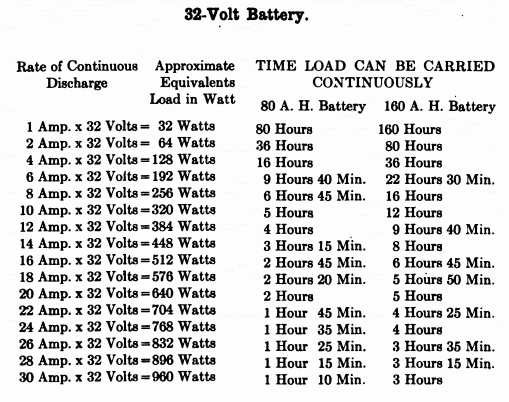 32-Volt Battery.
Rate of Continuous Approximate TIME LOAD CAN BE CARRIED
Discharge Equivalents CONTINUOUSLY
Load in Watt 80 A. H. Battery 160 A. H. Battery
1 Amp. x 32 Volts= 32 Watts 80 Hours 160 Hours
2 Amp. x 32 Volts= 64 Watts 36 Hours 80 Hours
4 Amp. x 32 Volts=128 Watts 16 Hours 36 Hours
6 Amp. x 32 Volts=192 Watts 9 Hours 40 Min. 22 Hours 30 Min.
8 Amp. x 32 Volts=256 Watts 6 Hours 45 Min. 16 Hours
10 Amp. x 32 Volts=320 Watts 5 Hours 12 Hours
12 Amp. x 32 Volts=384 Watts 4 Hours 9 Hours 40 Min.
14 Amp. x 32 Volts=448 Watts 3 Hours 15 Min. 8 Hours
16 Amp. x 32 Volts=512 Watts 2 Hours 45 Min. 6 Hours 45 Min.
18 Amp. x 32 Volts=576 Watts 2 Hours 20 Min. 5 Hours 50 Min.
20 Amp. x 32 Volts=640 Watts 2 Hours 5 Hours
22 Amp. x 32 Volts=704 Watts 1 Hour 45 Min. 4 Hours 25 Min.
24 Amp. x 32 Volts=768 Watts 1 Hour 35 Min. 4 Hours
26 Amp. x 32 Volts=832 Watts 1 Hour 25 Min. 3 Hours 35 Min.
28 Amp. x 32 Volts=896 Watts 1 Hour 15 Min. 3 Hours 15 Min.
30 Amp. x 32 Volts=960 Watts 1 Hour 10 Min. 3 Hours